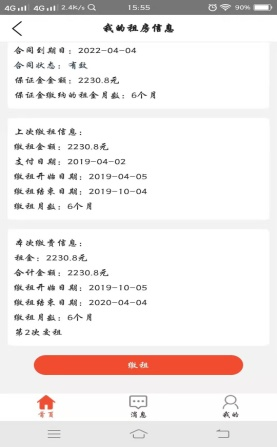 4G 4G 2.4K/s 15:55 90%
我的租房信息
合同到期日：2022-04-04
合同状态：有效
保证金金额：2230.8元
保证金缴纳的租金月数：6个月
上次缴租信息：
缴租金额：2230.8元
支付日期：2019-04-02
缴租开始日期：2019-04-05
缴租结束日期：2019-10-04
缴租月数：6个月
本次缴费信息：
租金：2230.8元
合计金额：2230.8元
缴租开始日期：2019-10-05
缴租结束日期：2020-04-04
缴租月数：6个月
第2次交租
缴租
首页 消息 我的